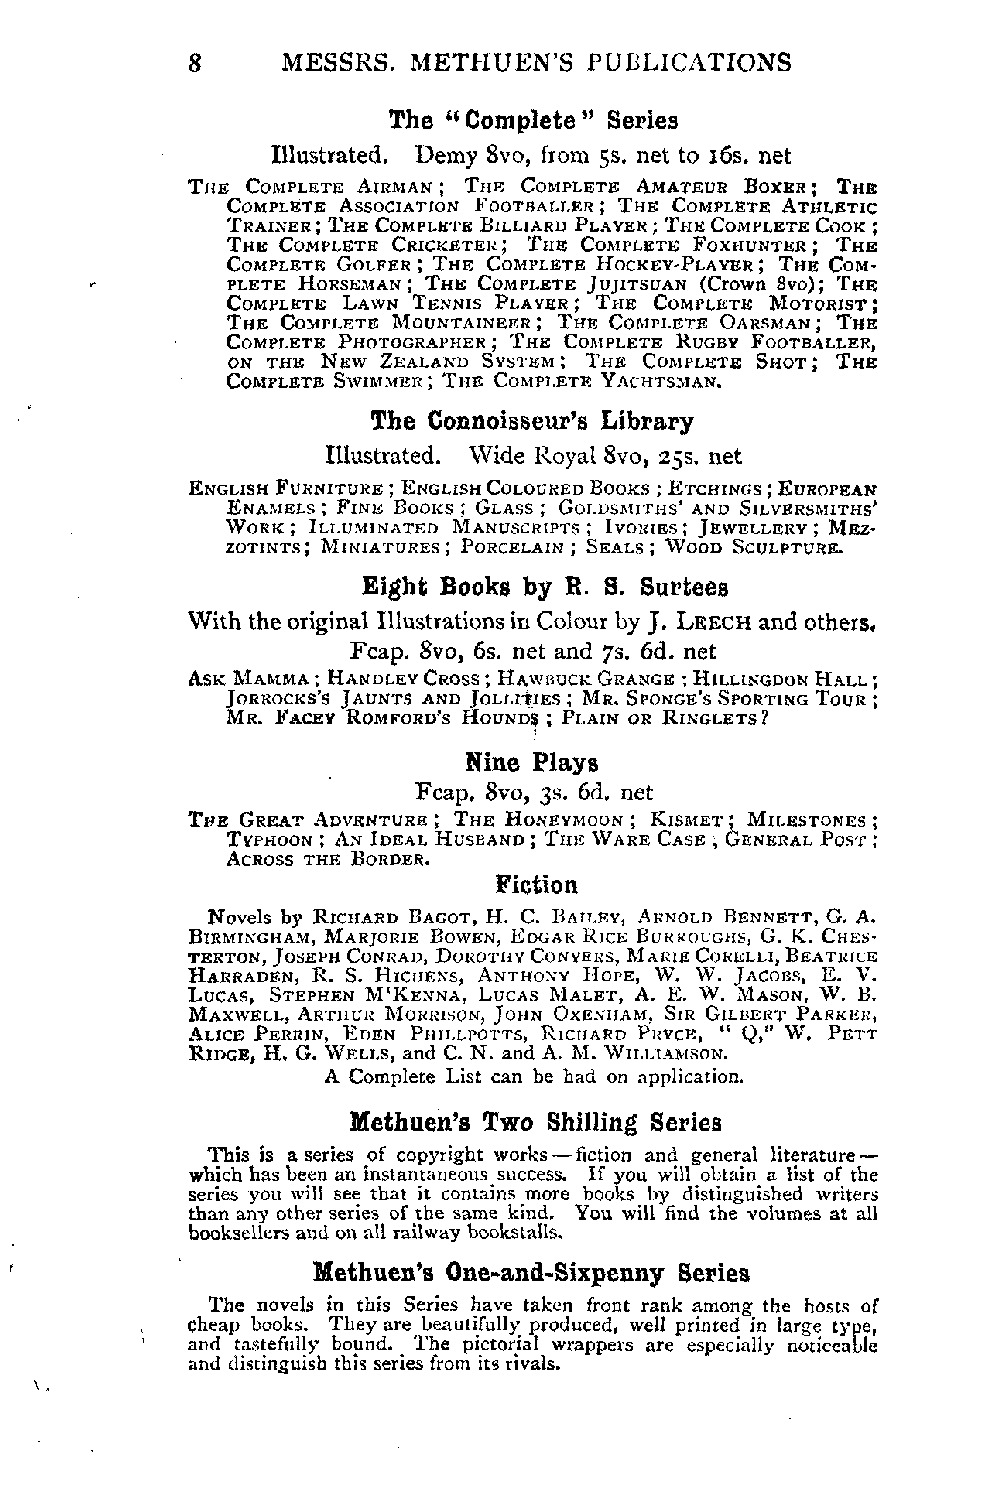 8 MESSRS. METHUEN'S PUBLICATIONS
The "Complete" Series
Illustrated. Demy 8vo, from 5s. net to 16s. net
THE COMPLETE AIRMAN; THE COMPLETE AMATEUR BOXER; THE
COMPLETE ASSOCIATION FOOTBALLER; THE COMPLETE ATHLETIC
TRAINER; THE COMPLETE BILLIARD PLAYER; THE COMPLETE COOK;
THE COMPLETE CRICKETER; THE COMPLETE FOXHUNTER; THE
COMPLETE GOLFER; THE COMPLETE HOCKEY-PLAYER; THE COM-
PLETE HORSEMAN; THE COMPLETE JUJITSUAN (Crown 8vo); THE
COMPLETE LAWN TENNIS PLAYER; THE COMPLETE MOTORIST;
THE COMPLETE MOUNTAINEER; THE COMPLETE OARSMAN; THE
COMPLETE PHOTOGRAPHER; THE COMPLETE RUGBY FOOTBALLER,
ON THE NEW ZEALAND SYSTEM; THE COMPLETE SHOT; THE
COMPLETE SWIMMER; THE COMPLETE YACHTSMAN.
The Connoisseur's Library
Illustrated. Wide Royal 8vo, 25s. net
ENGLISH FURNITURE; ENGLISH COLOURED BOOKS; ETCHINGS; EUROPEAN
ENAMELS; FINE BOOKS; GLASS; GOLDSMITHS' AND SILVERSMITHS'
WORK; ILLUMINATED MANUSCRIPTS; IVORIES; JEWELLERY; MEZ-
ZOTINTS; MINIATURES; PORCELAIN; SEALS; WOOD SCULPTURE.
Eight Books by R. S. Surtees
With the original Illustrations in Colour by J. LEECH and others.
Fcap. 8vo, 6s. net and 7s. 6d. net
ASK MAMMA; HANDLEY CROSS; HAWBUCK GRANGE; HILLINGDON HALL;
JORROCKS'S JAUNTS AND JOLLITIES; MR. SPONGE'S SPORTING TOUR;
MR. FACEY ROMFORD'S HOUNDS; PLAIN OR RINGLETS?
Nine Plays
Fcap. 8vo, 3s. 6d. net
THE GREAT ADVENTURE; THE HONEYMOON; KISMET; MILESTONES;
TYPHOON; AN IDEAL HUSBAND; THE WARE CASE; GENERAL POST;
ACROSS THE BORDER.
Fiction
Novels by RICHARD BAGOT, H. C. BAILEY, ARNOLD BENNETT, G. A.
BIRMINGHAM, MARJORIE BOWEN, EDGAR RICE BURROUGHS, G. K. CHES-
TERTON, JOSEPH CONRAD, DOROTHY CONYERS, MARIE CORELLI, BEATRICE
HARRADEN, R. S. HICHENS, ANTHONY HOPE, W. W. JACOBS, E. V.
LUCAS, STEPHEN M'KENNA, LUCAS MALET, A. E. W. MASON, W. B.
MAXWELL, ARTHUR MORRISON, JOHN OXENHAM, SIR GILBERT PARKER,
ALICE PERRIN, EDEN PHILLPOTTS, RICHARD PRYCE, "Q," W. PETT
RIDGE, H. G. WELLS, and C. N. and A. M. WILLIAMSON.
A Complete List can be had on application.
Methuen's Two Shilling Series
This is a series of copyright works—fiction and general literature—
which has been an instantaneous success. If you will obtain a list of the
series you will see that it contains more books by distinguished writers
than any other series of the same kind. You will find the volumes at all
booksellers and on all railway bookstalls.
Methuen's One-and-Sixpenny Series
The novels in this Series have taken front rank among the hosts of
cheap books. They are beautifully produced, well printed in large type,
and tastefully bound. The pictorial wrappers are especially noticeable
and distinguish this series from its rivals.